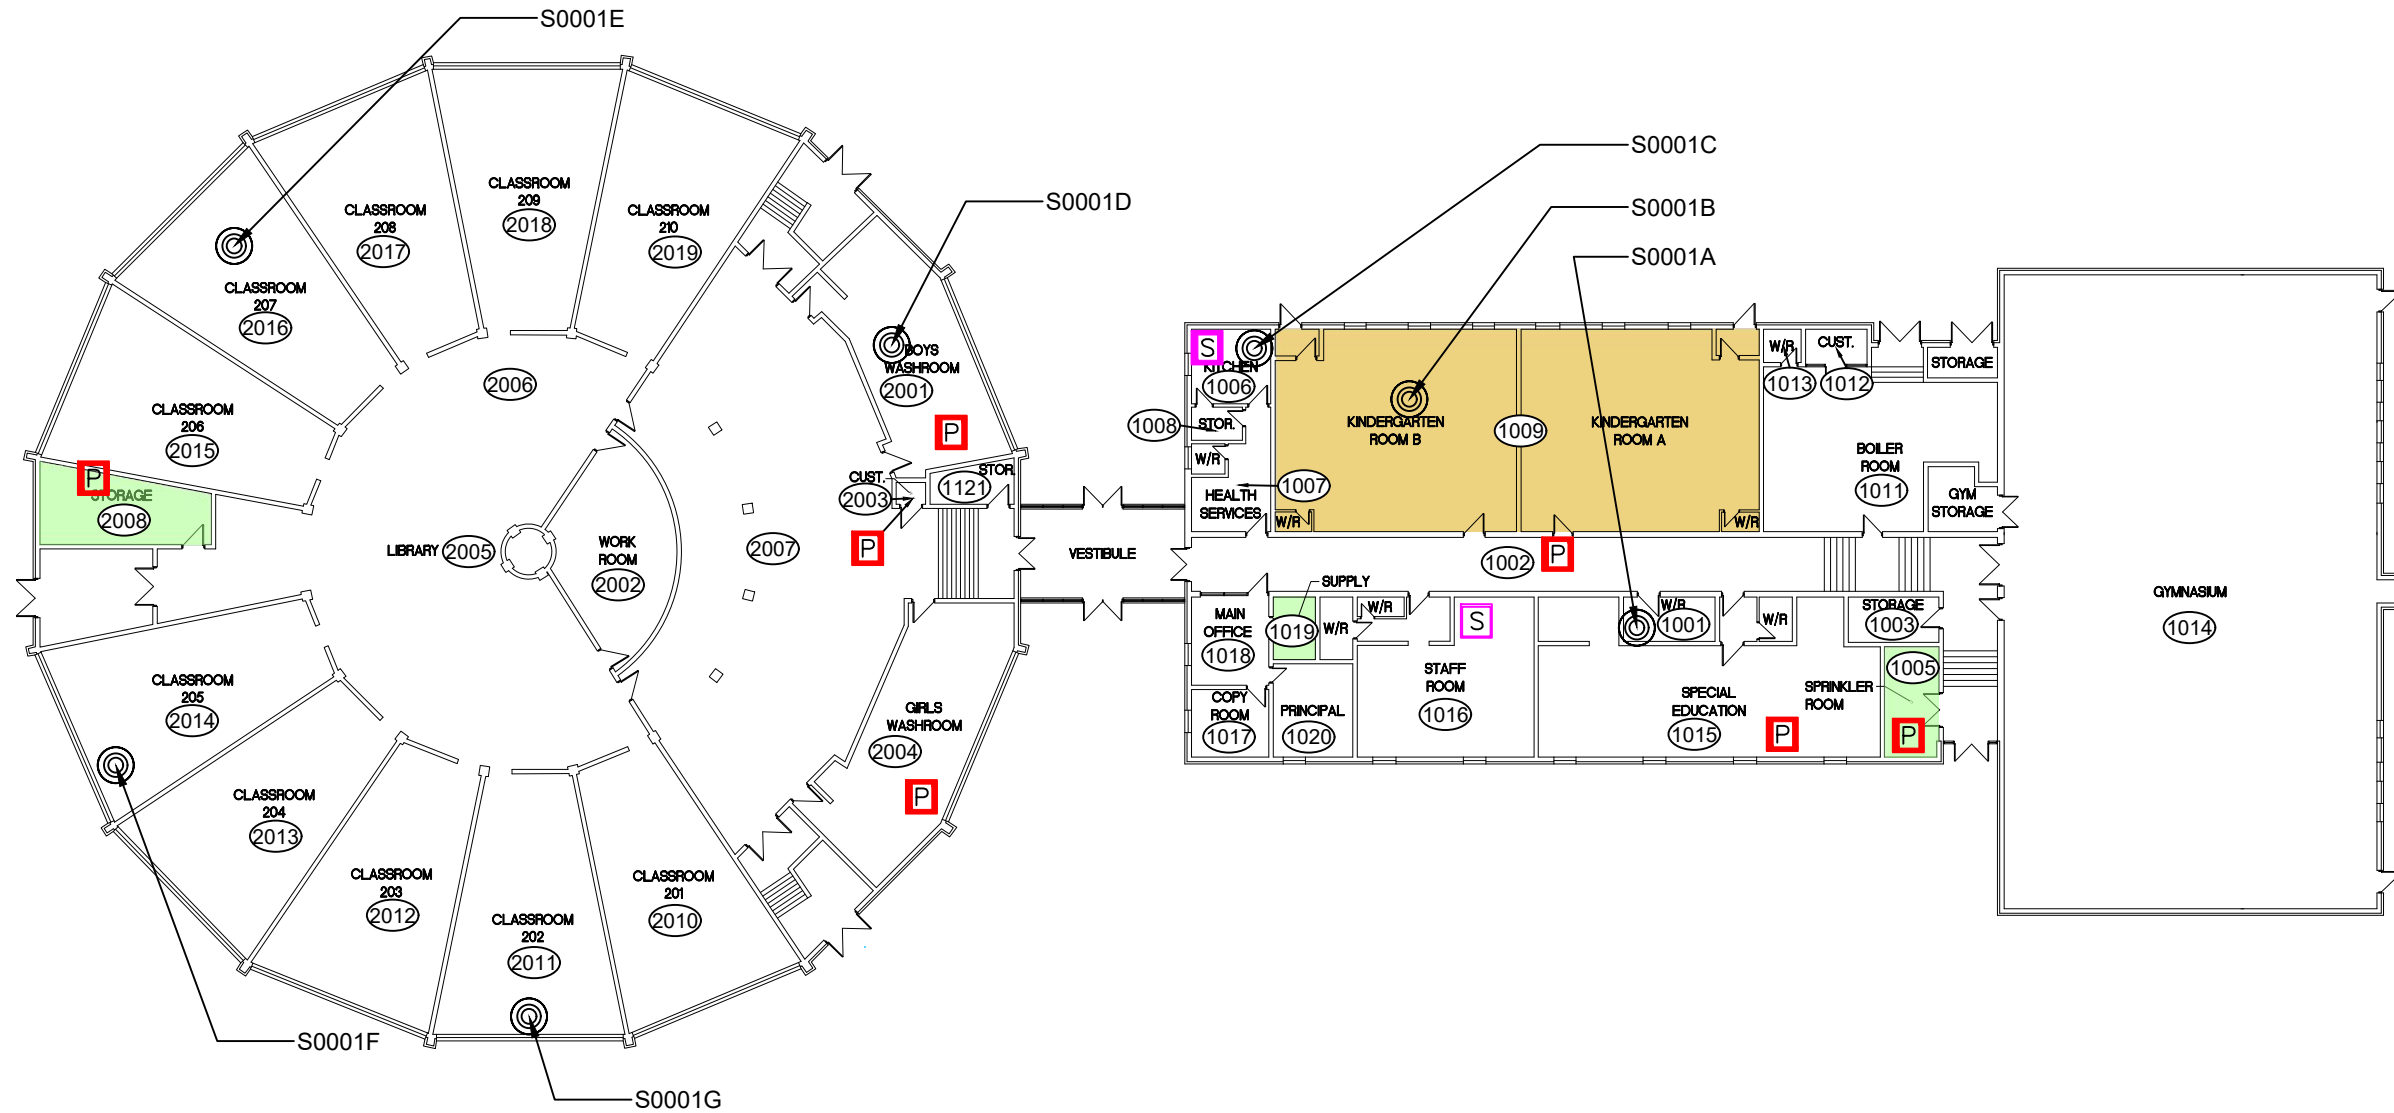 S0001E
S0001C
S0001D
S0001B
S0001A
CLASSROOM
209
2018
CLASSROOM
208
2017
CLASSROOM
210
2019
CLASSROOM
207
2016
CLASSROOM
206
2015
2006
BOYS
WASHROOM
2001
P
P
STORAGE
2008
CUST.
2003
STOR.
1121
P
LIBRARY 2005
WORK
ROOM
2002
2007
VESTIBULE
CLASSROOM
205
2014
CLASSROOM
204
2013
CLASSROOM
203
2012
CLASSROOM
202
2011
CLASSROOM
201
2010
GIRLS
WASHROOM
2004
P
S0001F
S0001G
S
KITCHEN
1006
1008
STOR.
W/R
HEALTH
SERVICES
1007
KINDERGARTEN
ROOM B
1009
KINDERGARTEN
ROOM A
W/R
W/R
W/R
1013
CUST.
1012
STORAGE
BOILER
ROOM
1011
GYM
STORAGE
1002
P
SUPPLY
MAIN
OFFICE
1018
1019
W/R
W/R
S
STAFF
ROOM
1016
COPY
ROOM
1017
PRINCIPAL
1020
W/R
1001
W/R
STORAGE
1003
1005
SPRINKLER
ROOM
SPECIAL
EDUCATION
1015
P
P
GYMNASIUM
1014